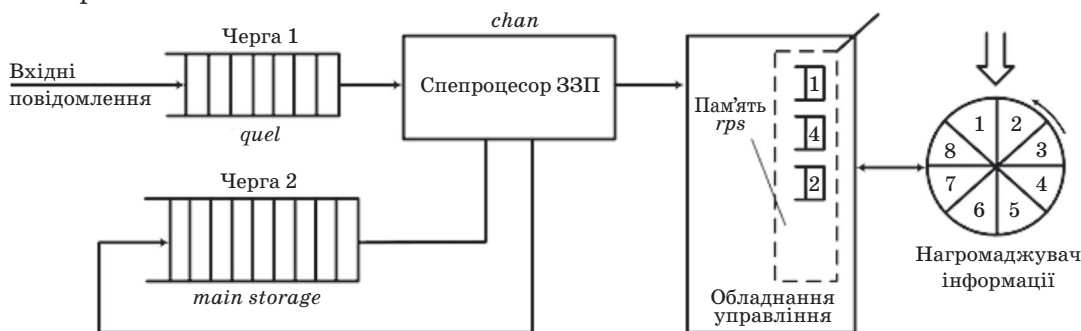 chan
Черга 1
Вхідні
повідомлення
quel
Спепроцесор ЗЗП
Пам’ять
rps
1
4
2
1
2
3
4
5
6
7
8
Черга 2
main storage
Обладнання
управління
Нагромаджувач
інформації